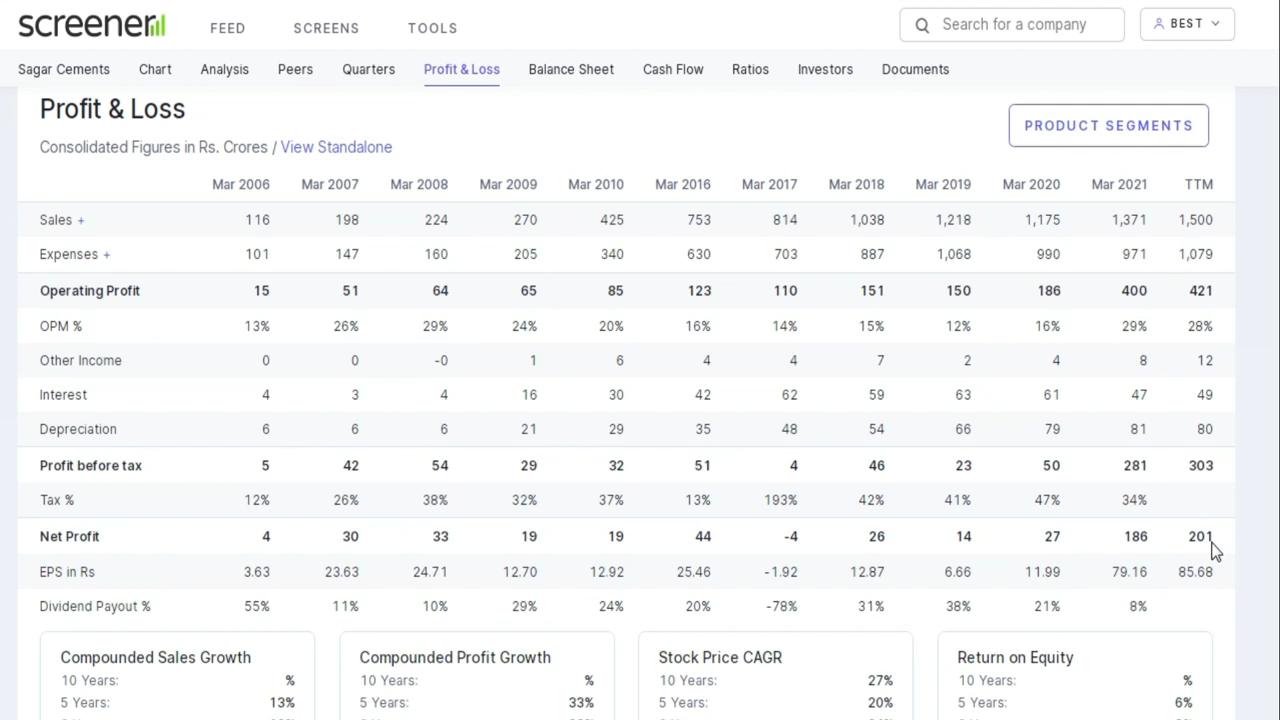 screener FEED SCREENS TOOLS Search for a company BEST
Sagar Cements Chart Analysis Peers Quarters Profit & Loss Balance Sheet Cash Flow Ratios Investors Documents
Profit & Loss
PRODUCT SEGMENTS
Consolidated Figures in Rs. Crores / View Standalone
Mar 2006 Mar 2007 Mar 2008 Mar 2009 Mar 2010 Mar 2016 Mar 2017 Mar 2018 Mar 2019 Mar 2020 Mar 2021 TTM
Sales + 116 198 224 270 425 753 814 1,038 1,218 1,175 1,371 1,500
Expenses + 101 147 160 205 340 630 703 887 1,068 990 971 1,079
Operating Profit 15 51 64 65 85 123 110 151 150 186 400 421
OPM % 13% 26% 29% 24% 20% 16% 14% 15% 12% 16% 29% 28%
Other Income 0 0 -0 1 6 4 4 7 2 4 8 12
Interest 4 3 4 16 30 42 62 59 63 61 47 49
Depreciation 6 6 6 21 29 35 48 54 66 79 81 80
Profit before tax 5 42 54 29 32 51 4 46 23 50 281 303
Tax % 12% 26% 38% 32% 37% 13% 193% 42% 41% 47% 34%
Net Profit 4 30 33 19 19 44 -4 26 14 27 186 201
EPS in Rs 3.63 23.63 24.71 12.70 12.92 25.46 -1.92 12.87 6.66 11.99 79.16 85.68
Dividend Payout % 55% 11% 10% 29% 24% 20% -78% 31% 38% 21% 8%
Compounded Sales Growth Compounded Profit Growth Stock Price CAGR Return on Equity
10 Years: % 10 Years: % 10 Years: 27% 10 Years: %
5 Years: 13% 5 Years: 33% 5 Years: 20% 5 Years: 6%